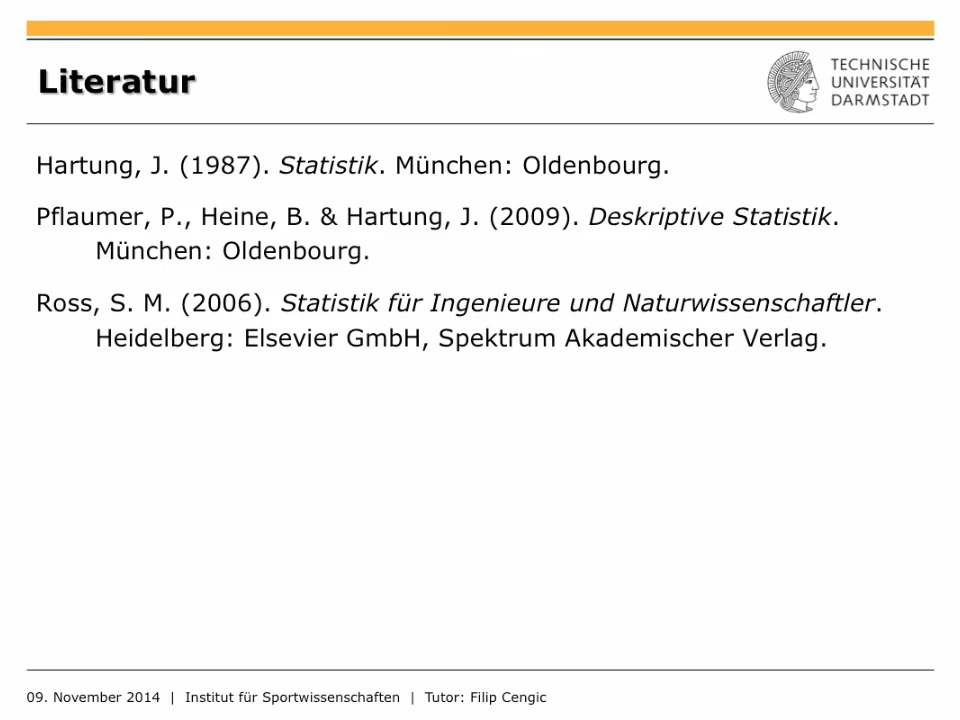 Literatur
TECHNISCHE
UNIVERSITÄT
DARMSTADT
Hartung, J. (1987). Statistik. München: Oldenbourg.
Pflaumer, P., Heine, B. & Hartung, J. (2009). Deskriptive Statistik.
München: Oldenbourg.
Ross, S. M. (2006). Statistik für Ingenieure und Naturwissenschaftler.
Heidelberg: Elsevier GmbH, Spektrum Akademischer Verlag.
09. November 2014 | Institut für Sportwissenschaften | Tutor: Filip Cengic